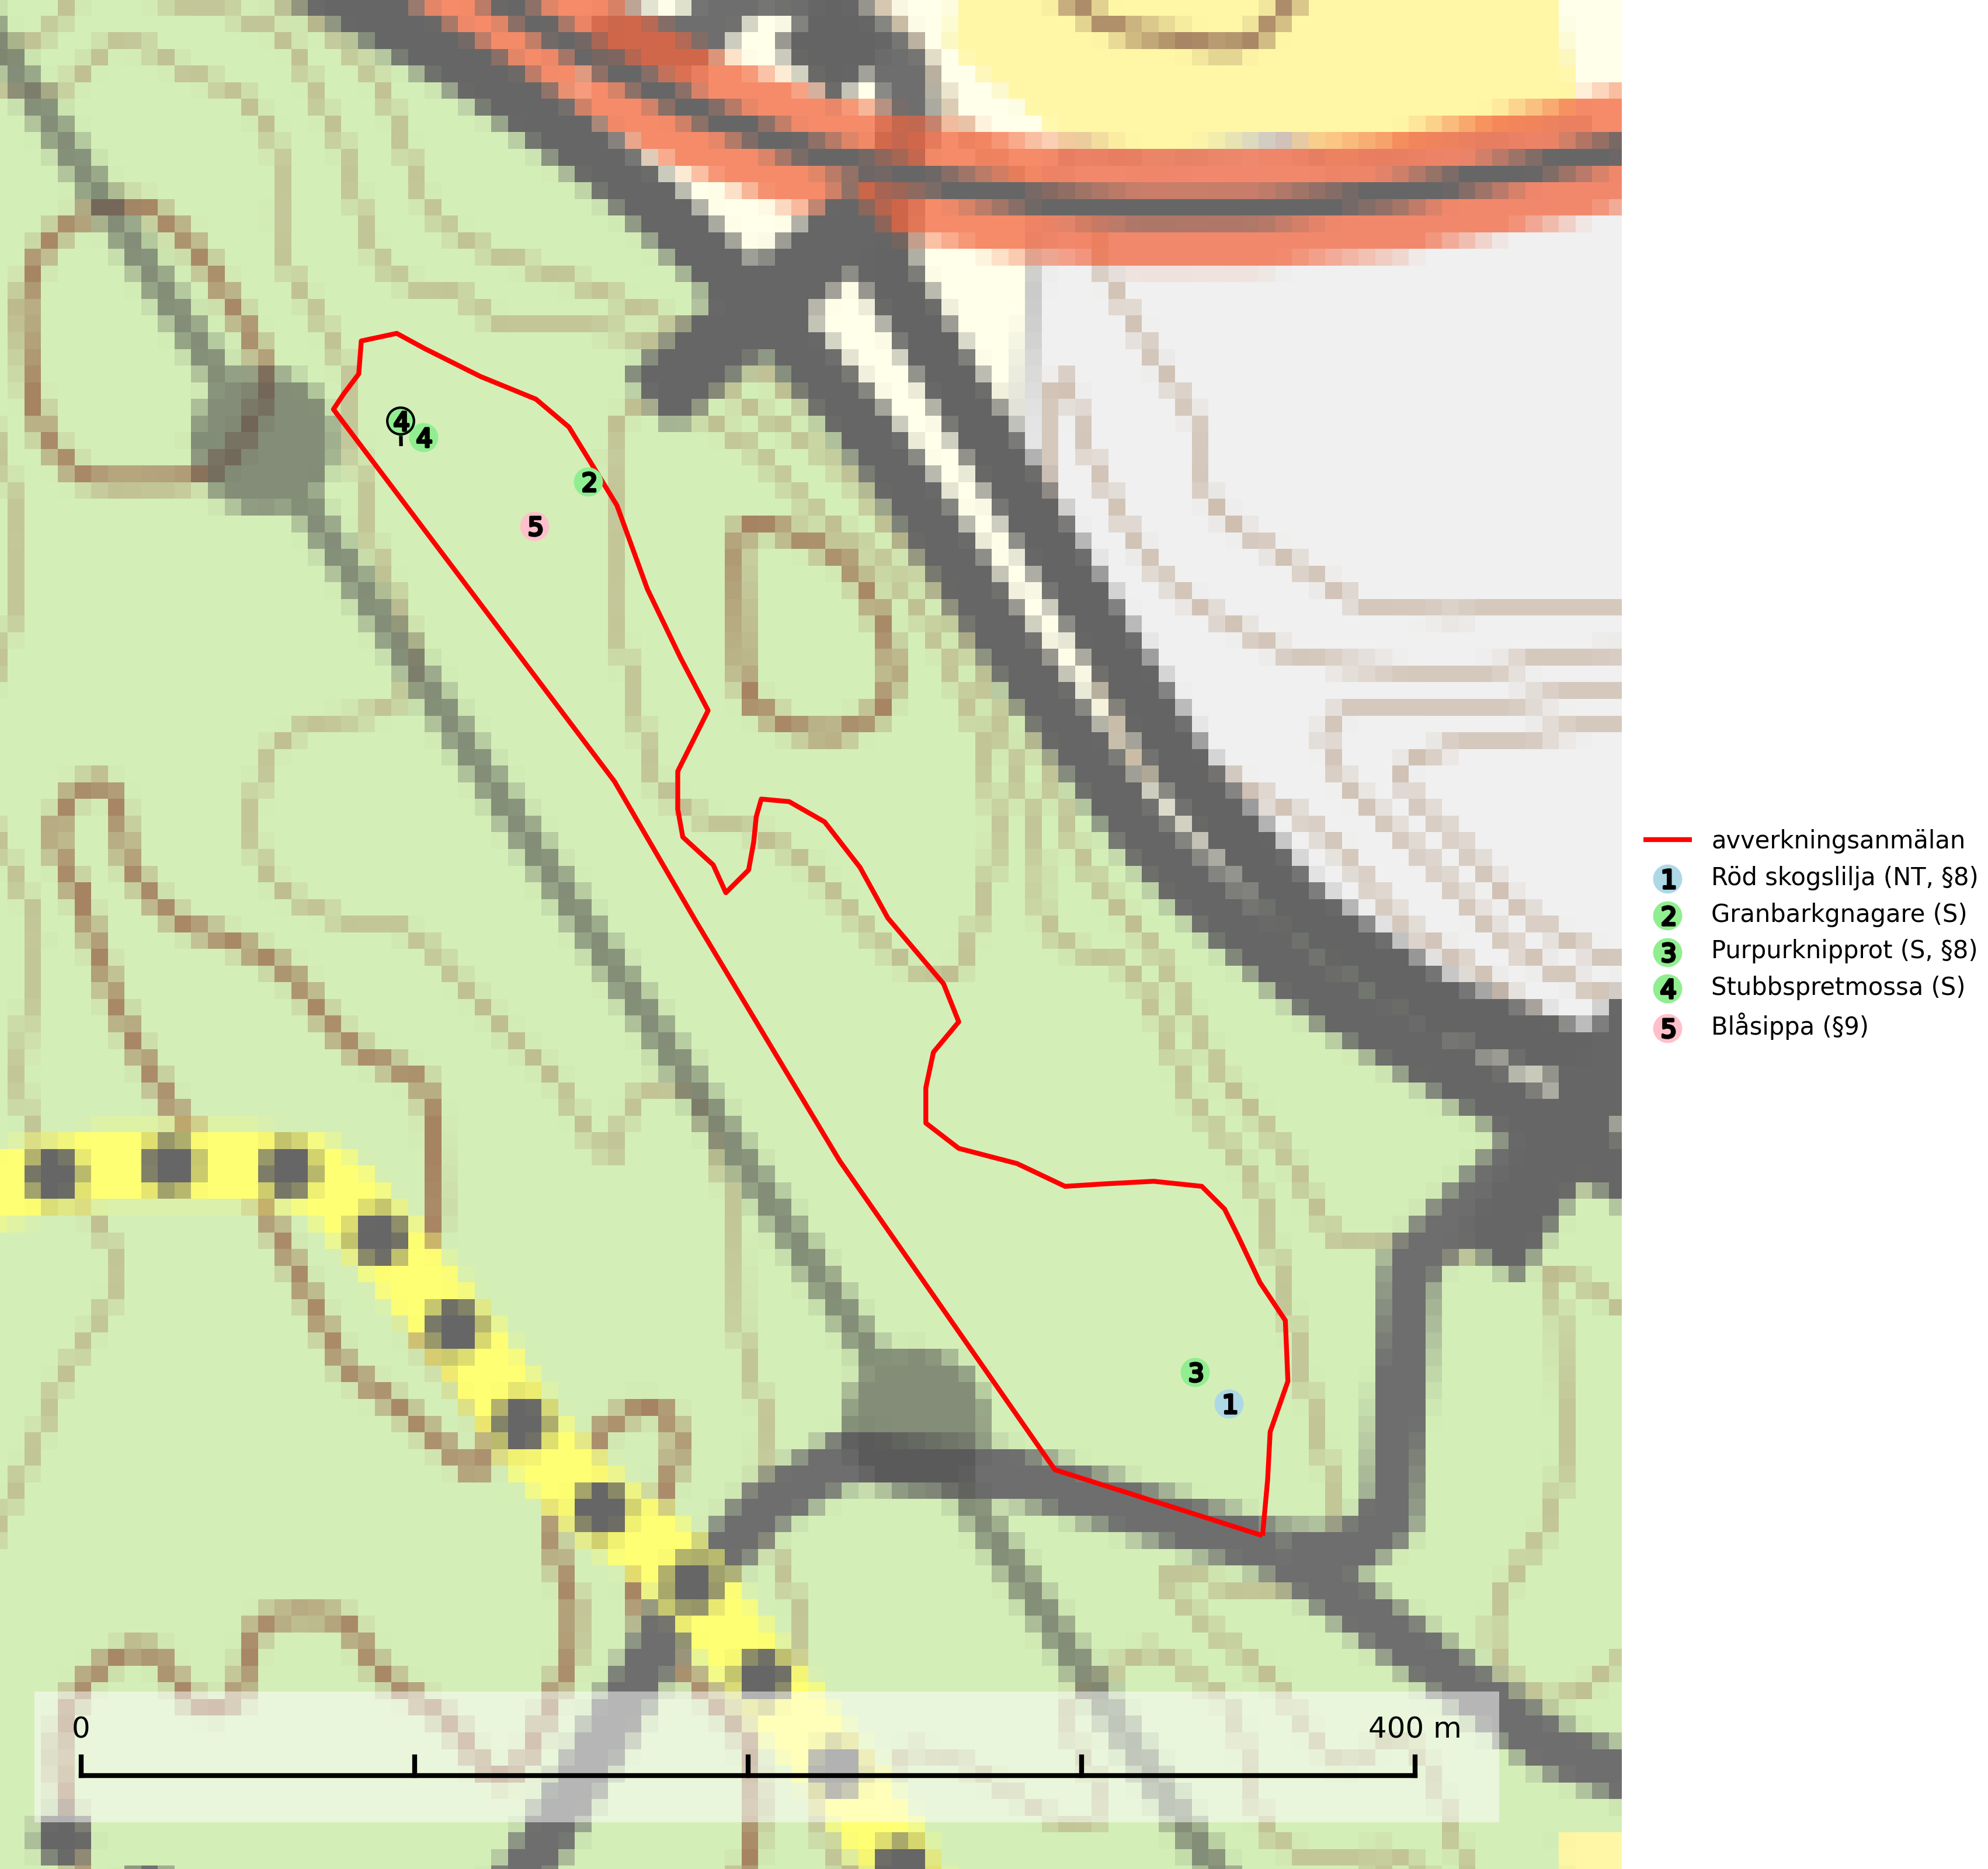 4
4
2
5
3
1
0
400 m
avverkningsanmälan
1 Röd skogslilja (NT, §8)
2 Granbarkgnagare (S)
3 Purpurknipprot (S, §8)
4 Stubbspretmossa (S)
5 Blåsippa (§9)